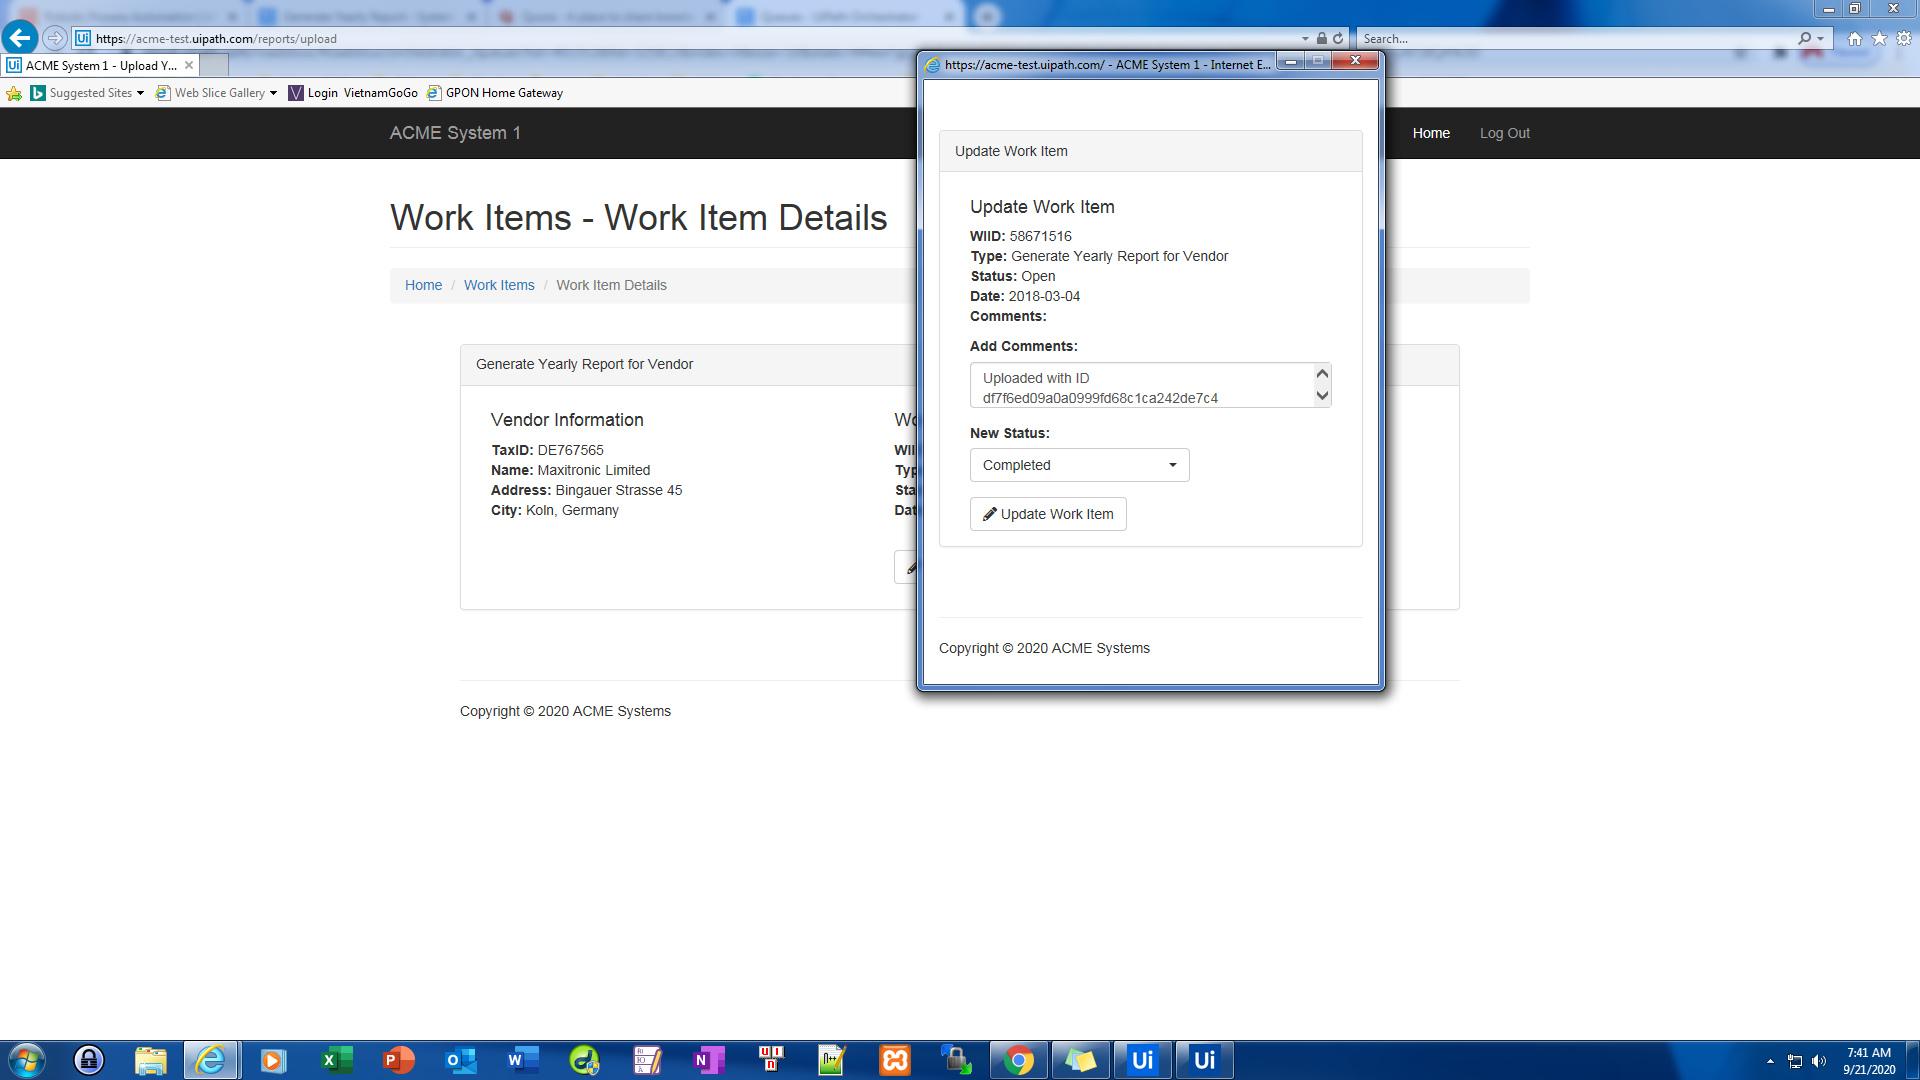 https://acme-test.uipath.com/reports/upload
Search...
ACME System 1 - Upload Y...
Suggested Sites
Web Slice Gallery
Login VietnamGoGo
GPON Home Gateway
ACME System 1
Home
Log Out
Work Items - Work Item Details
Home / Work Items / Work Item Details
Generate Yearly Report for Vendor
Vendor Information
TaxID: DE767565
Name: Maxitronic Limited
Address: Bingauer Strasse 45
City: Koln, Germany
Copyright © 2020 ACME Systems
https://acme-test.uipath.com/ - ACME System 1 - Internet E...
Update Work Item
Update Work Item
WIID: 58671516
Type: Generate Yearly Report for Vendor
Status: Open
Date: 2018-03-04
Comments:
Add Comments:
Uploaded with ID
df7f6ed09a0a0999fd68c1ca242de7c4
New Status:
Completed
Update Work Item
Copyright © 2020 ACME Systems
7:41 AM
9/21/2020